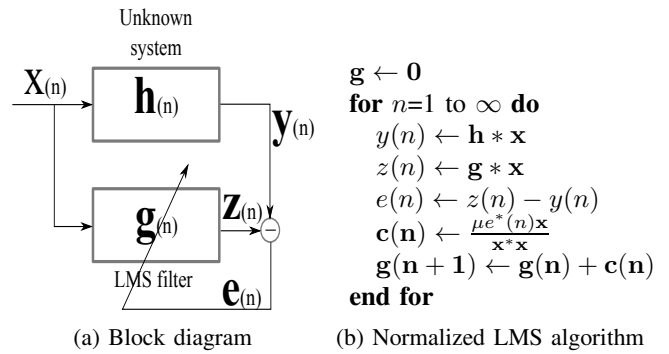 Unknown
system
X(n)
h(n)
y(n)
g(n)
z(n)
−
LMS filter
e(n)
(a) Block diagram
g ← 0
for n=1 to ∞ do
y(n) ← h ∗ x
z(n) ← g ∗ x
e(n) ← z(n) − y(n)
c(n) ← μe*(n)x / x*x
g(n + 1) ← g(n) + c(n)
end for
(b) Normalized LMS algorithm